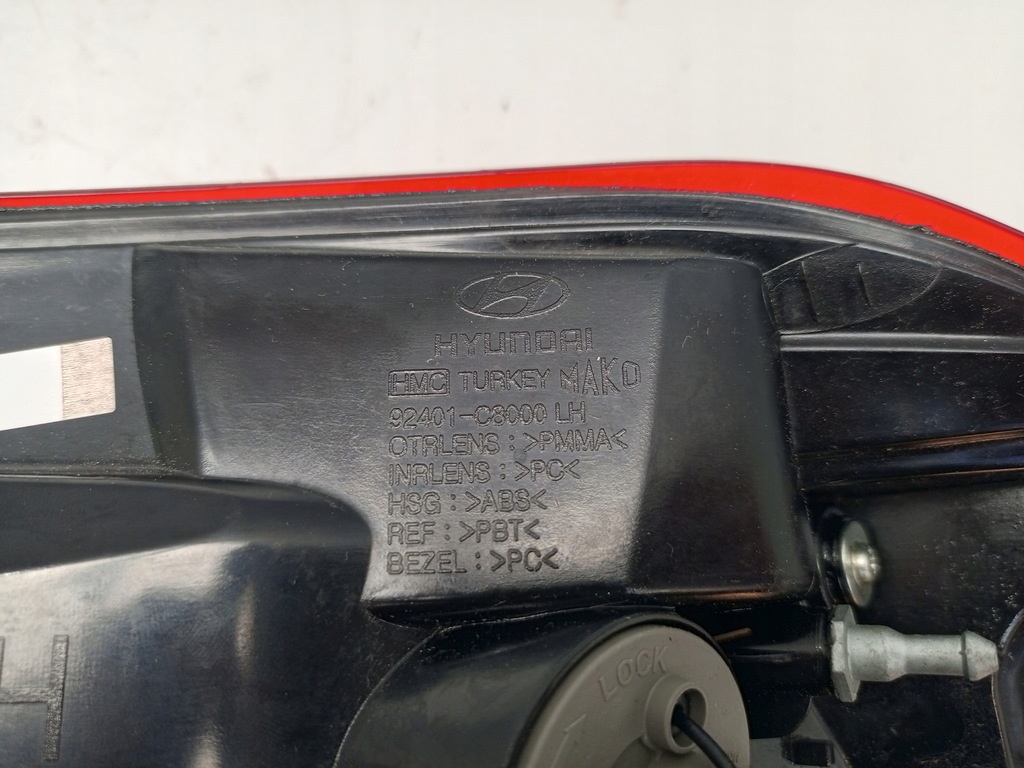 HYUNDAI
HMC TURKEY MAKO
92401-C8000 LH
OTRLENS : >PMMA<
INRLENS : >PC<
HSG : >ABS<
REF : >PBT<
BEZEL : >PC<
LOCK